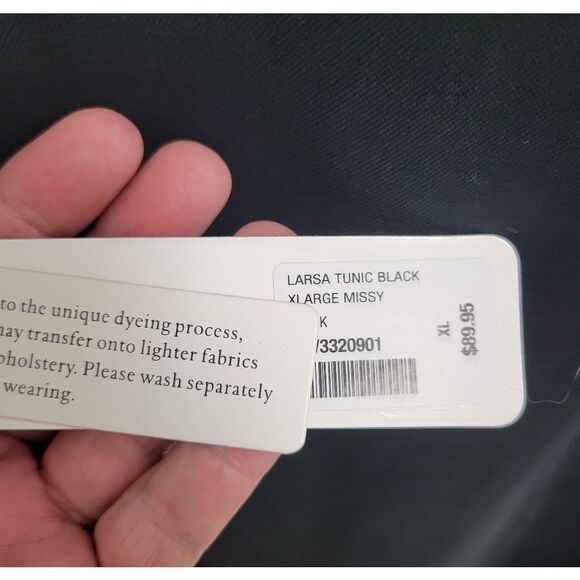 to the unique dyeing process,
may transfer onto lighter fabrics
upholstery. Please wash separately
wearing.
LARSA TUNIC BLACK
XLARGE MISSY
K
/3320901
XL
$89.95